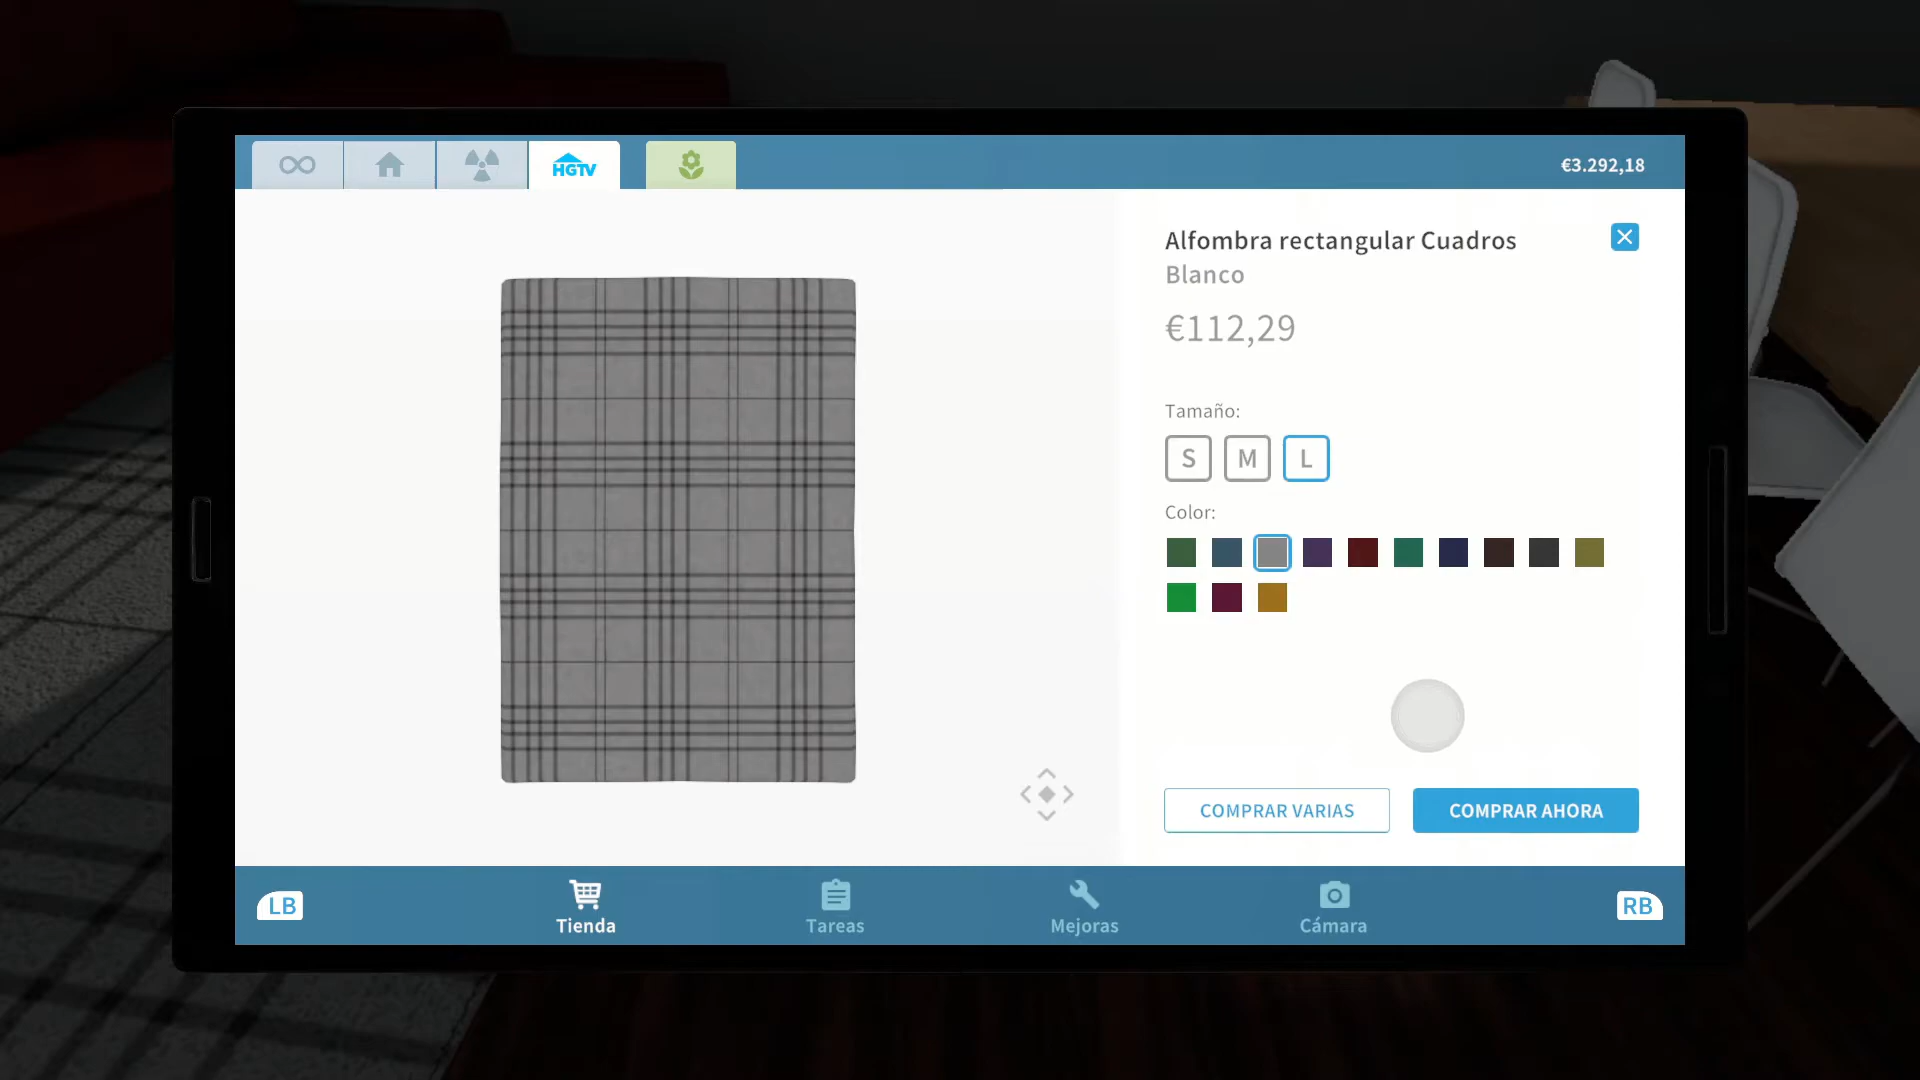 HGTV
€3.292,18
Alfombra rectangular Cuadros
Blanco
€112,29
Tamaño:
S M L
Color:
COMPRAR VARIAS COMPRAR AHORA
LB Tienda Tareas Mejoras Cámara RB